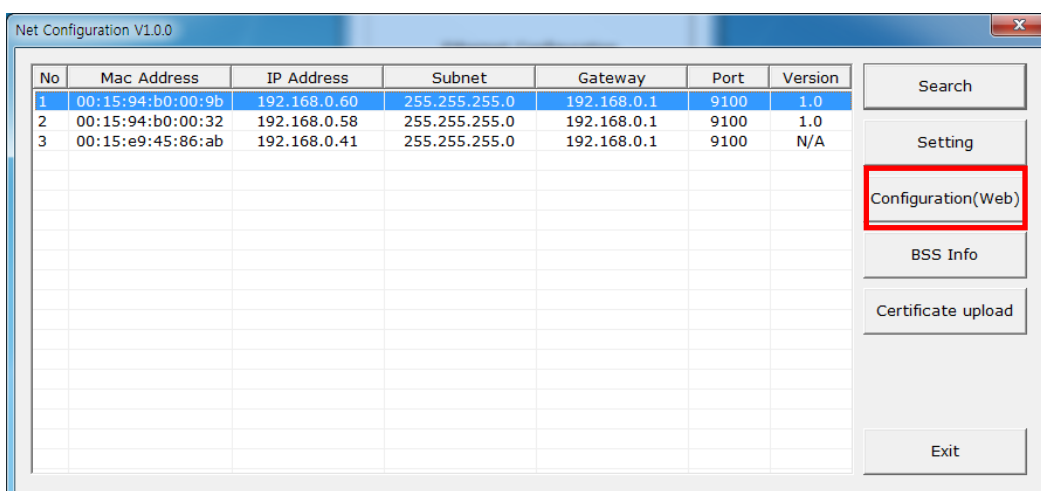 Net Configuration V1.0.0
No Mac Address IP Address Subnet Gateway Port Version
1 00:15:94:b0:00:9b 192.168.0.60 255.255.255.0 192.168.0.1 9100 1.0
2 00:15:94:b0:00:32 192.168.0.58 255.255.255.0 192.168.0.1 9100 1.0
3 00:15:e9:45:86:ab 192.168.0.41 255.255.255.0 192.168.0.1 9100 N/A
Search
Setting
Configuration(Web)
BSS Info
Certificate upload
Exit